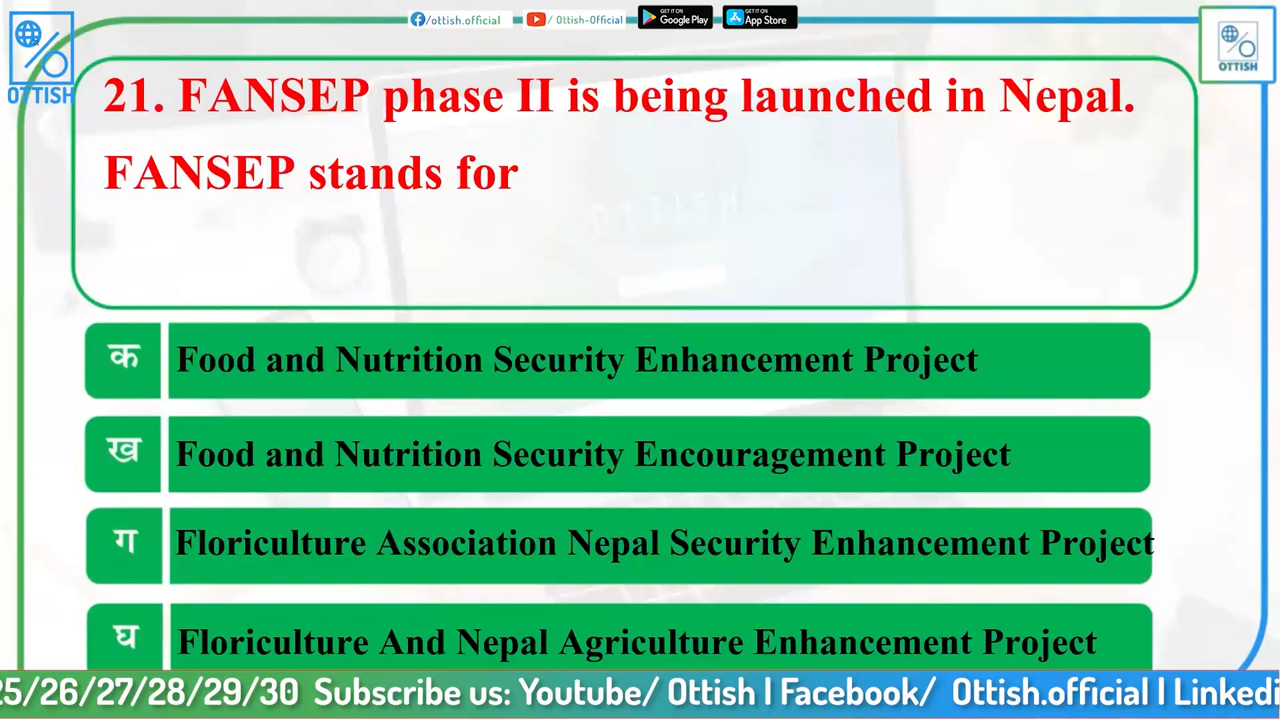 /ottish.official
/ Ottish-Official
GET IT ON
Google Play
GET IT ON
App Store
OTTISH
OTTISH
21. FANSEP phase II is being launched in Nepal.
FANSEP stands for
क Food and Nutrition Security Enhancement Project
ख Food and Nutrition Security Encouragement Project
ग Floriculture Association Nepal Security Enhancement Project
घ Floriculture And Nepal Agriculture Enhancement Project
25/26/27/28/29/30 Subscribe us: Youtube/ Ottish | Facebook/ Ottish.official | Linkedi